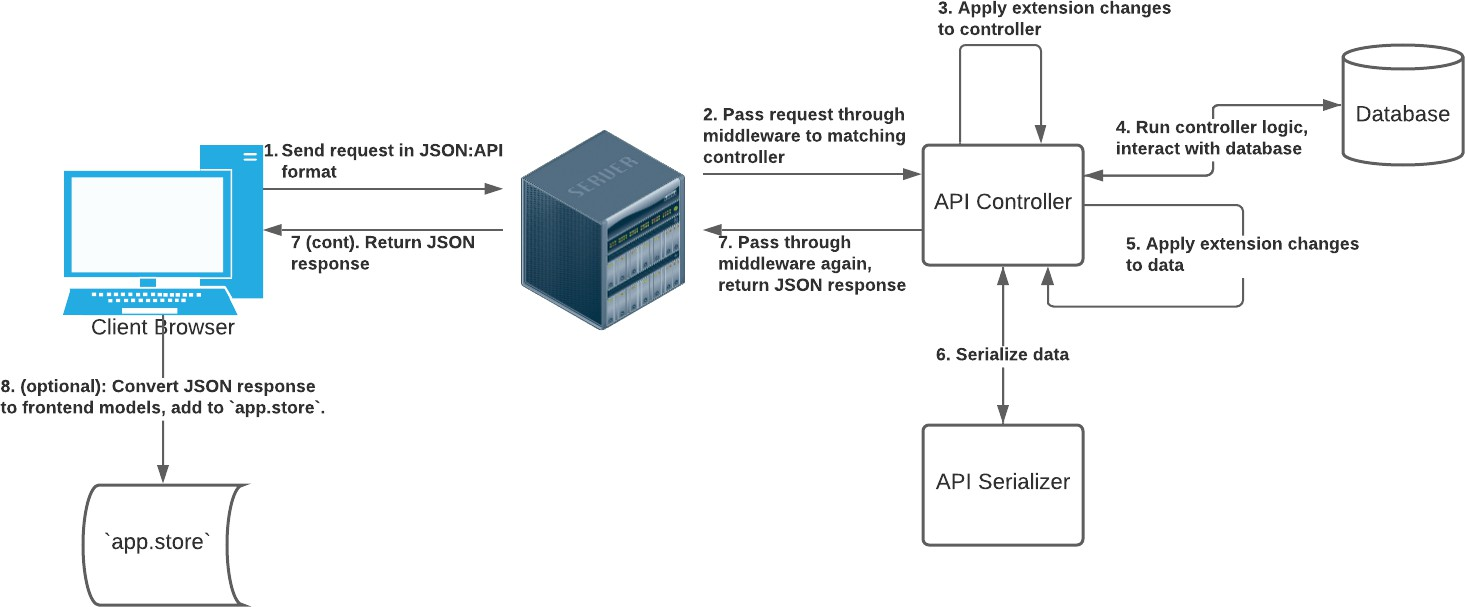 3. Apply extension changes
to controller
2. Pass request through
middleware to matching
controller
Database
4. Run controller logic,
interact with database
1. Send request in JSON:API
format
SERVER
API Controller
7 (cont). Return JSON
response
7. Pass through
middleware again,
return JSON response
5. Apply extension changes
to data
Client Browser
6. Serialize data
8. (optional): Convert JSON response
to frontend models, add to `app.store`.
API Serializer
`app.store`